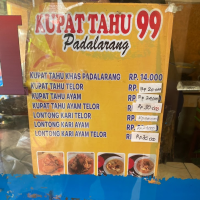 KUPAT TAHU 99
Padalarang
KUPAT TAHU KHAS PADALARANG RP. 14.000
KUPAT TAHU TELOR RP.
KUPAT TAHU AYAM RP.
KUPAT TAHU AYAM TELOR RP.
LONTONG KARI TELOR RP.
LONTONG KARI AYAM RP.
LONTONG KARI AYAM TELOR